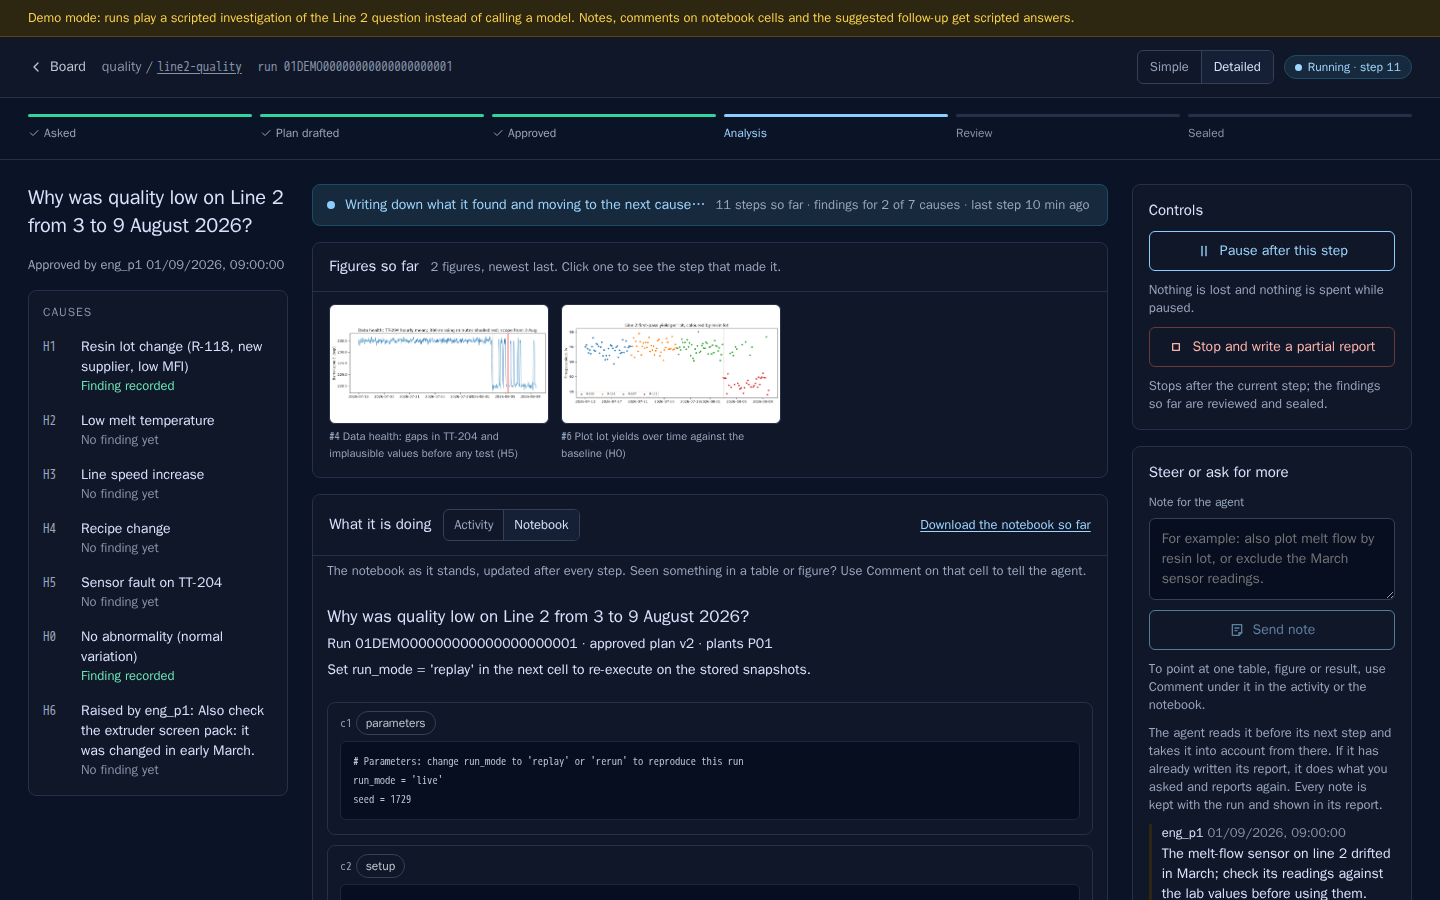 Demo mode: runs play a scripted investigation of the Line 2 question instead of calling a model. Notes, comments on notebook cells and the suggested follow-up get scripted answers.
Board
quality / line2-quality
run 01DEMO00000000000000000001
Simple
Detailed
Running · step 11
Asked
Plan drafted
Approved
Analysis
Review
Sealed
Why was quality low on Line 2
from 3 to 9 August 2026?
Approved by eng_p1 01/09/2026, 09:00:00
CAUSES
H1 Resin lot change (R-118, new
supplier, low MFI)
Finding recorded
H2 Low melt temperature
No finding yet
H3 Line speed increase
No finding yet
H4 Recipe change
No finding yet
H5 Sensor fault on TT-204
No finding yet
H0 No abnormality (normal
variation)
Finding recorded
H6 Raised by eng_p1: Also check
the extruder screen pack: it
was changed in early March.
No finding yet
Writing down what it found and moving to the next cause···
11 steps so far · findings for 2 of 7 causes · last step 10 min ago
Figures so far
2 figures, newest last. Click one to see the step that made it.
Line 2 first-pass yield per lot, coloured by resin lot
#4 Data health: gaps in TT-204 and
implausible values before any test (H5)
#6 Plot lot yields over time against the
baseline (H0)
What it is doing
Activity
Notebook
Download the notebook so far
The notebook as it stands, updated after every step. Seen something in a table or figure? Use Comment on that cell to tell the agent.
Why was quality low on Line 2 from 3 to 9 August 2026?
Run 01DEMO00000000000000000001 · approved plan v2 · plants P01
Set run_mode = 'replay' in the next cell to re-execute on the stored snapshots.
c1 parameters
# Parameters: change run_mode to 'replay' or 'rerun' to reproduce this run
run_mode = 'live'
seed = 1729
c2 setup
Controls
Pause after this step
Nothing is lost and nothing is spent while
paused.
Stop and write a partial report
Stops after the current step; the findings
so far are reviewed and sealed.
Steer or ask for more
Note for the agent
For example: also plot melt flow by
resin lot, or exclude the March
sensor readings.
Send note
To point at one table, figure or result, use
Comment under it in the activity or the
notebook.
The agent reads it before its next step and
takes it into account from there. If it has
already written its report, it does what you
asked and reports again. Every note is
kept with the run and shown in its report.
eng_p1 01/09/2026, 09:00:00
The melt-flow sensor on line 2 drifted
in March; check its readings against
the lab values before using them.